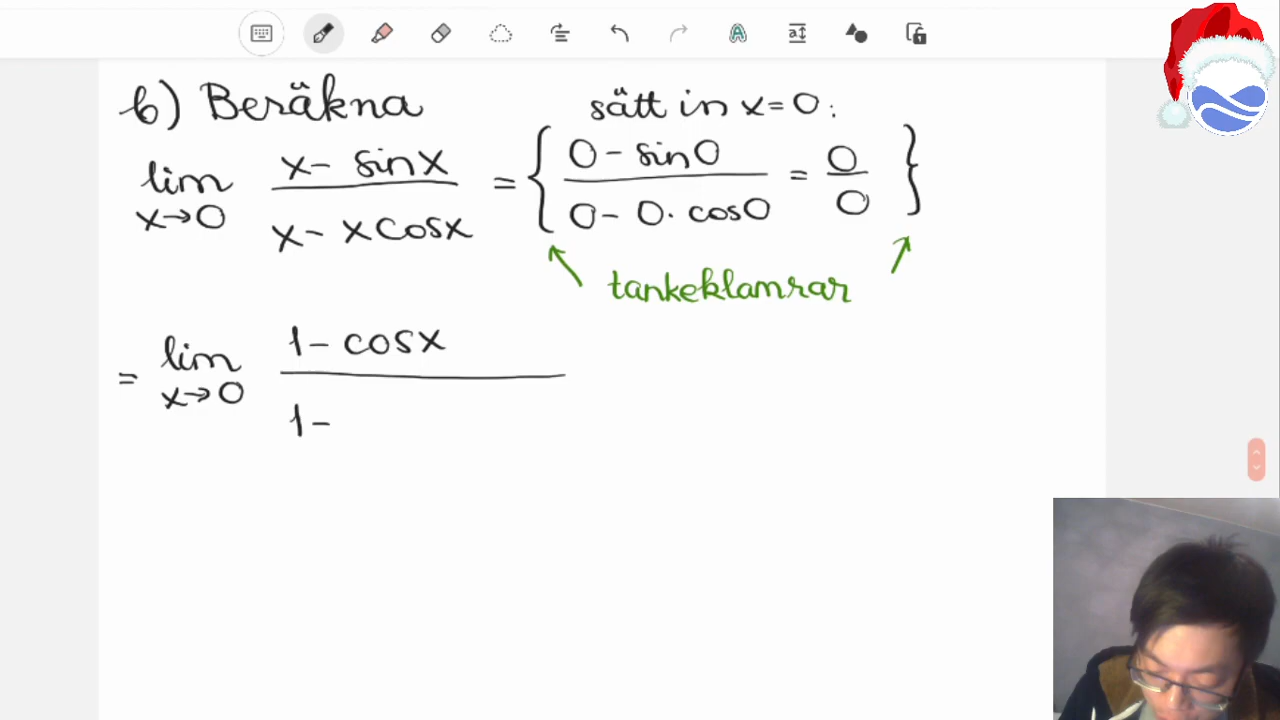 b) Beräkna
sätt in x=0:
lim x→0 (x - sinx)/(x - xcosx) = { (0 - sin0)/(0 - 0·cos0) = 0/0 }
tankeklamrar
= lim x→0 (1 - cosx)/(1 -